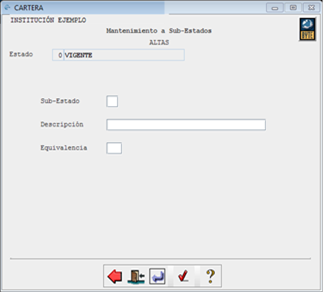 CARTERA
INSTITUCIÓN EJEMPLO
Mantenimiento a Sub-Estados
ALTAS
Estado 0 VIGENTE
Sub-Estado
Descripción
Equivalencia
?